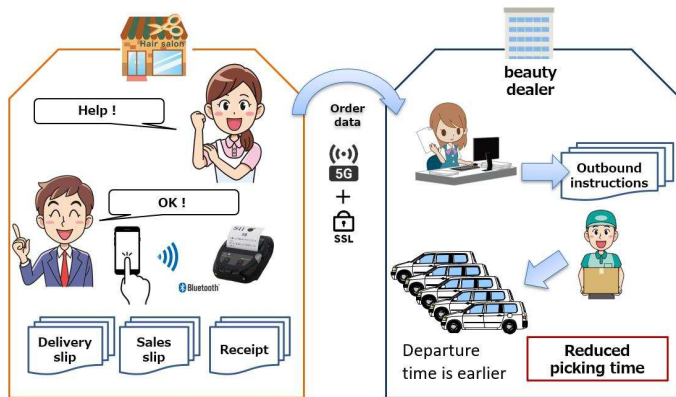 Hair salon
Help !
OK !
Bluetooth®
Delivery
slip
Sales
slip
Receipt
Order
data
5G
+
SSL
beauty
dealer
Outbound
instructions
Departure
time is earlier
Reduced
picking time